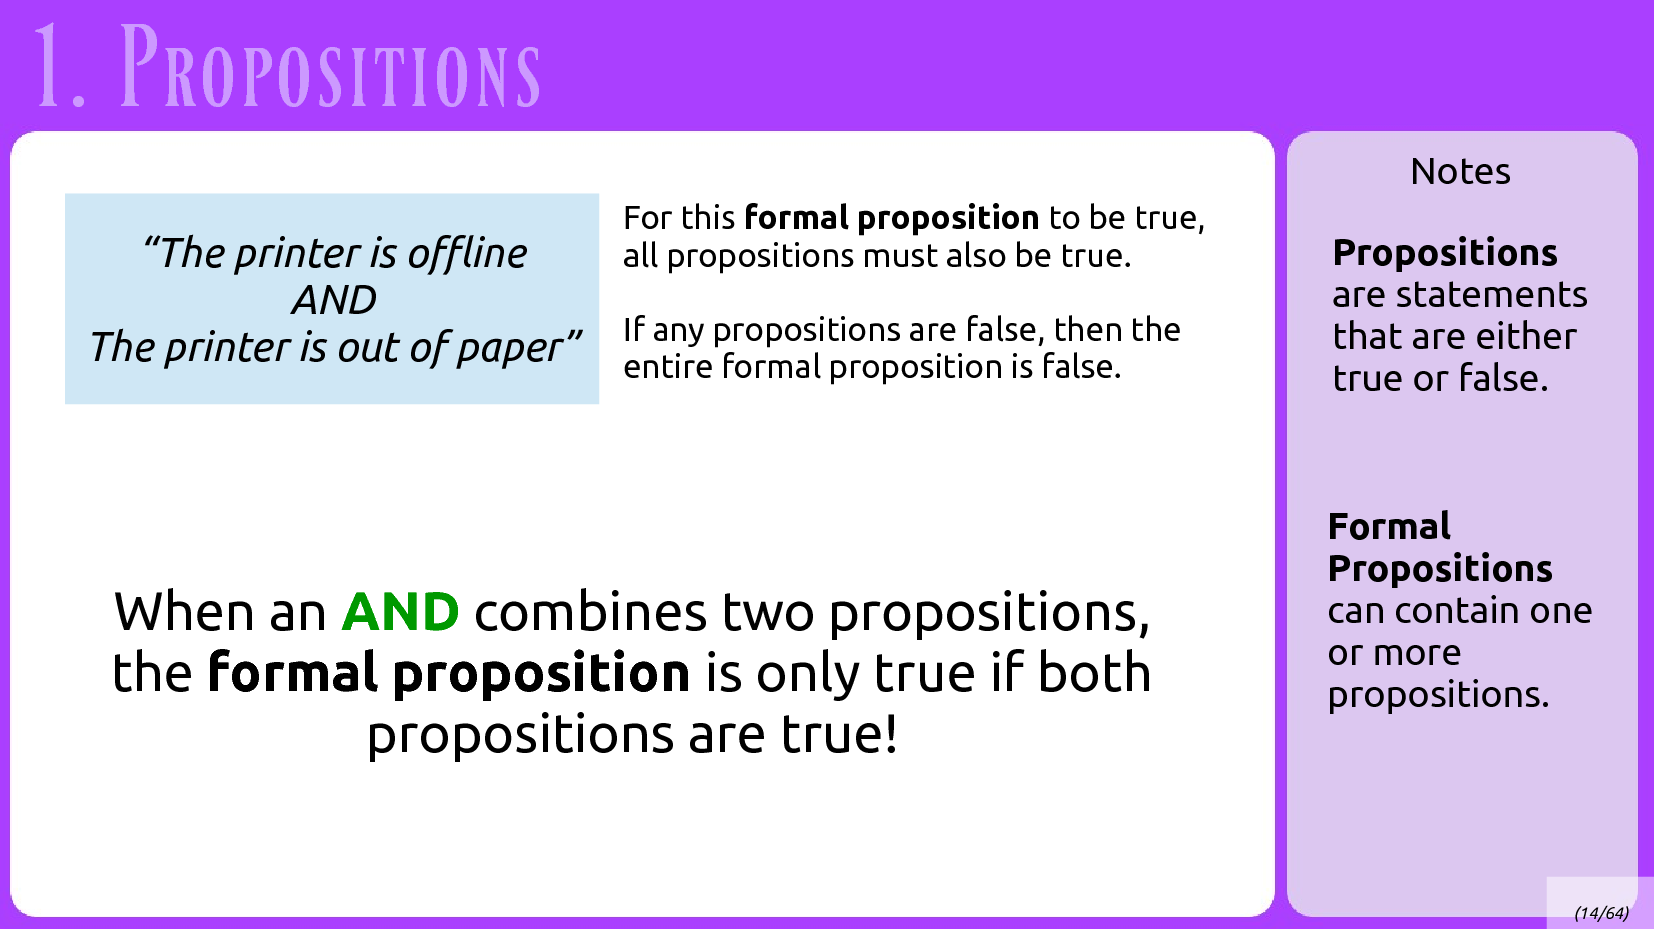 1. Propositions
“The printer is offline
AND
The printer is out of paper”
For this formal proposition to be true,
all propositions must also be true.
If any propositions are false, then the
entire formal proposition is false.
When an AND combines two propositions,
the formal proposition is only true if both
propositions are true!
Notes
Propositions
are statements
that are either
true or false.
Formal
Propositions
can contain one
or more
propositions.
(14/64)